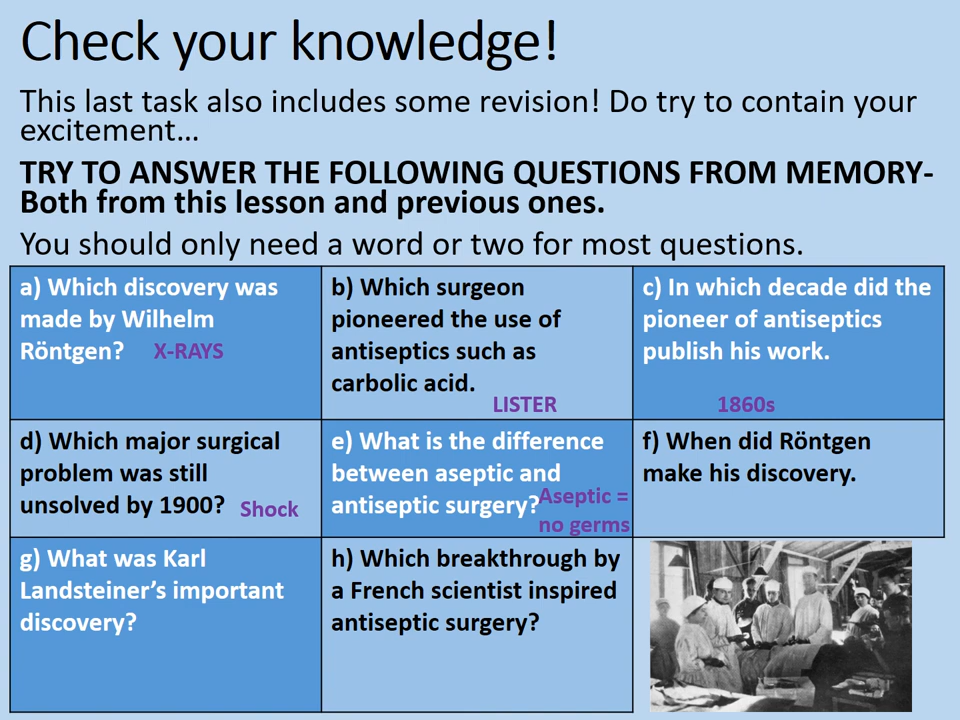 Check your knowledge!
This last task also includes some revision! Do try to contain your
excitement…
TRY TO ANSWER THE FOLLOWING QUESTIONS FROM MEMORY-
Both from this lesson and previous ones.
You should only need a word or two for most questions.
a) Which discovery was
made by Wilhelm
Röntgen? X-RAYS
b) Which surgeon
pioneered the use of
antiseptics such as
carbolic acid.
LISTER
c) In which decade did the
pioneer of antiseptics
publish his work.
1860s
d) Which major surgical
problem was still
unsolved by 1900? Shock
e) What is the difference
between aseptic and
antiseptic surgery? Aseptic =
no germs
f) When did Röntgen
make his discovery.
g) What was Karl
Landsteiner’s important
discovery?
h) Which breakthrough by
a French scientist inspired
antiseptic surgery?